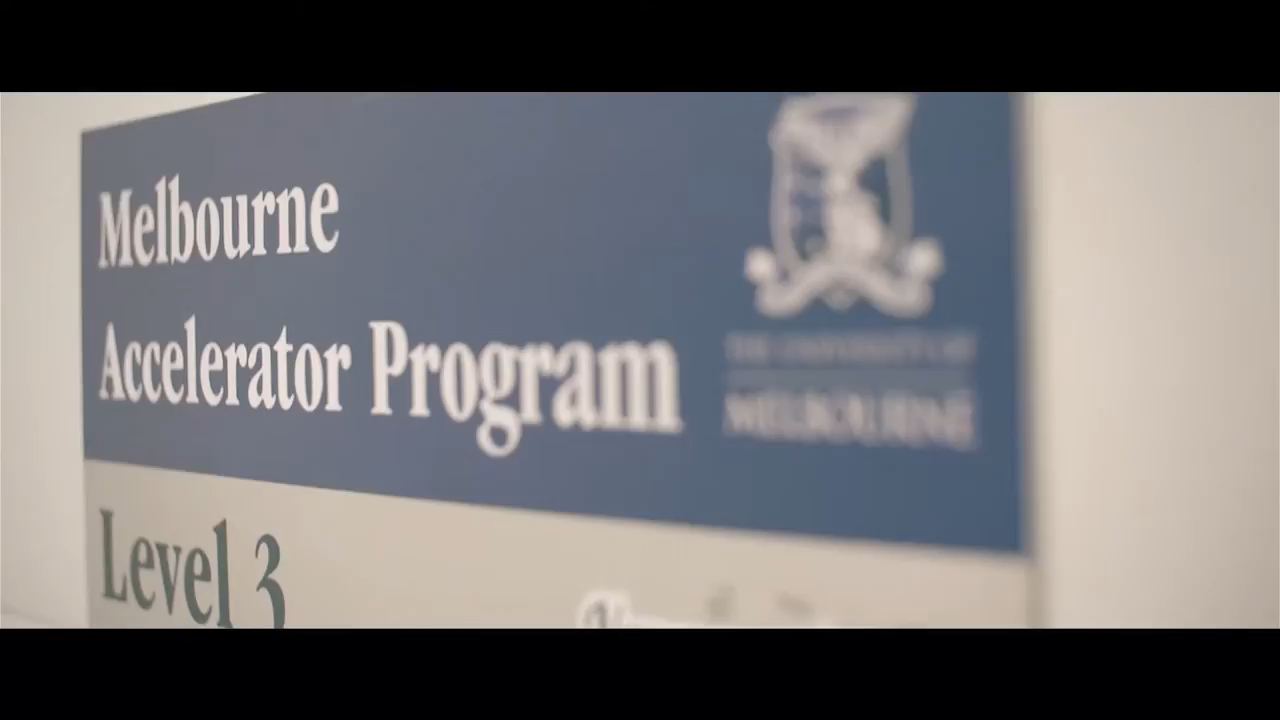 Melbourne
Accelerator Program
THE UNIVERSITY OF
MELBOURNE
Level 3